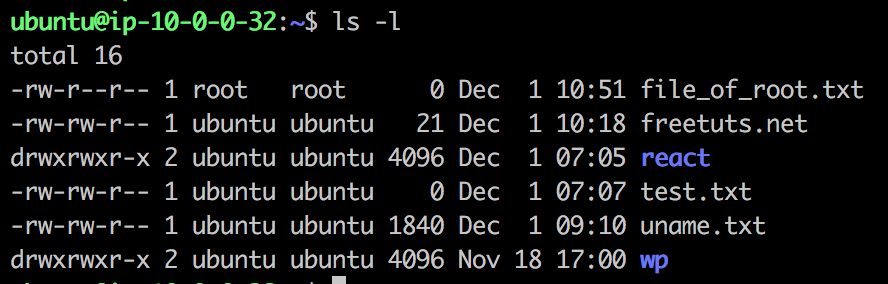 ubuntu@ip-10-0-0-32:~$ ls -l
total 16
-rw-r--r-- 1 root   root      0 Dec  1 10:51 file_of_root.txt
-rw-rw-r-- 1 ubuntu ubuntu   21 Dec  1 10:18 freetuts.net
drwxrwxr-x 2 ubuntu ubuntu 4096 Dec  1 07:05 react
-rw-rw-r-- 1 ubuntu ubuntu    0 Dec  1 07:07 test.txt
-rw-rw-r-- 1 ubuntu ubuntu 1840 Dec  1 09:10 uname.txt
drwxrwxr-x 2 ubuntu ubuntu 4096 Nov 18 17:00 wp